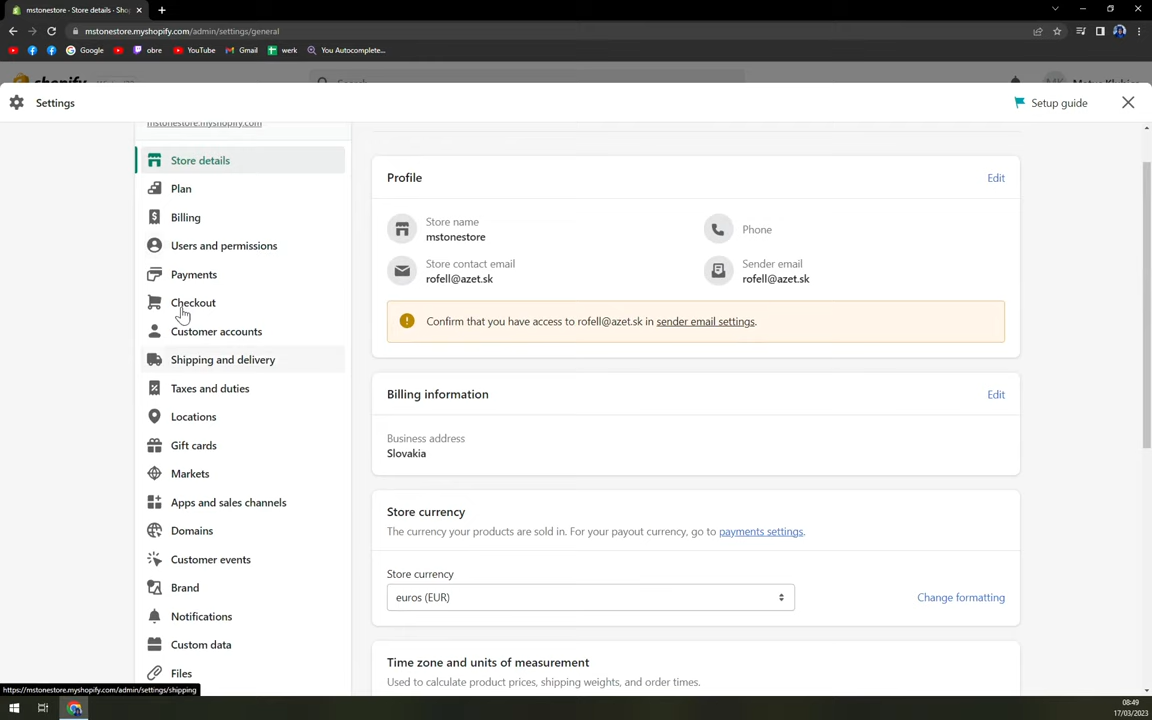 mstonestore - Store details - Shop
mstonestore.myshopify.com/admin/settings/general
Google
YouTube
obre
YouTube
Gmail
werk
You Autocomplete...
shopify
Search
Settings
Setup guide
mstonestore.myshopify.com
Store details
Plan
Billing
Users and permissions
Payments
Checkout
Customer accounts
Shipping and delivery
Taxes and duties
Locations
Gift cards
Markets
Apps and sales channels
Domains
Customer events
Brand
Notifications
Custom data
Files
Profile
Edit
Store name
mstonestore
Phone
Store contact email
rofell@azet.sk
Sender email
rofell@azet.sk
Confirm that you have access to rofell@azet.sk in sender email settings.
Billing information
Edit
Business address
Slovakia
Store currency
The currency your products are sold in. For your payout currency, go to payments settings.
Store currency
euros (EUR)
Change formatting
Time zone and units of measurement
Used to calculate product prices, shipping weights, and order times.
https://mstonestore.myshopify.com/admin/settings/shipping
08:49
17/03/2023